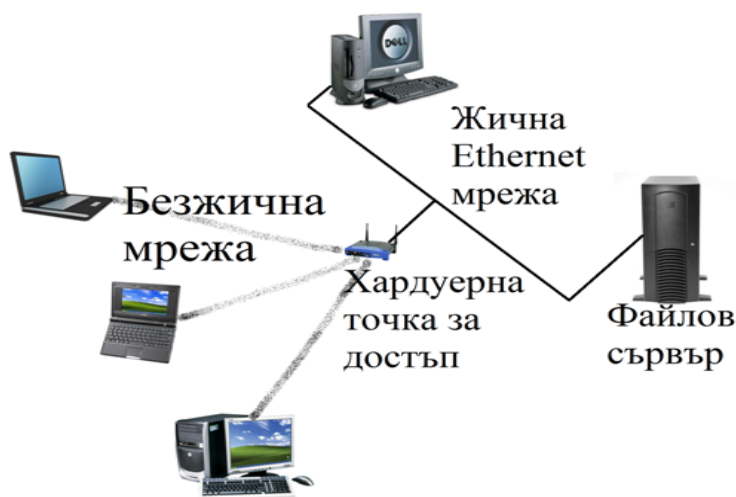 DELL
Жична
Ethernet
мрежа
Безжична
мрежа
Хардуерна
точка за
достъп
Файлов
сървър